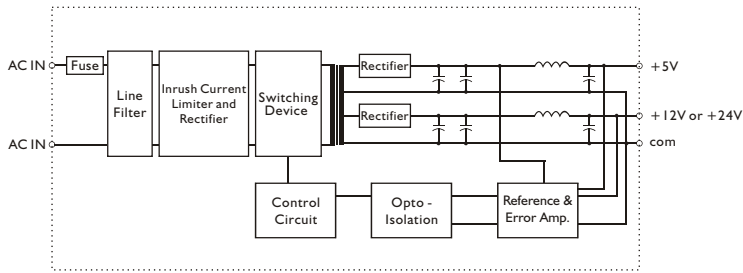 AC IN
Fuse
Line
Filter
Inrush Current
Limiter and
Rectifier
Switching
Device
Rectifier
+5V
Rectifier
+12V or +24V
AC IN
com
Control
Circuit
Opto -
Isolation
Reference &
Error Amp.